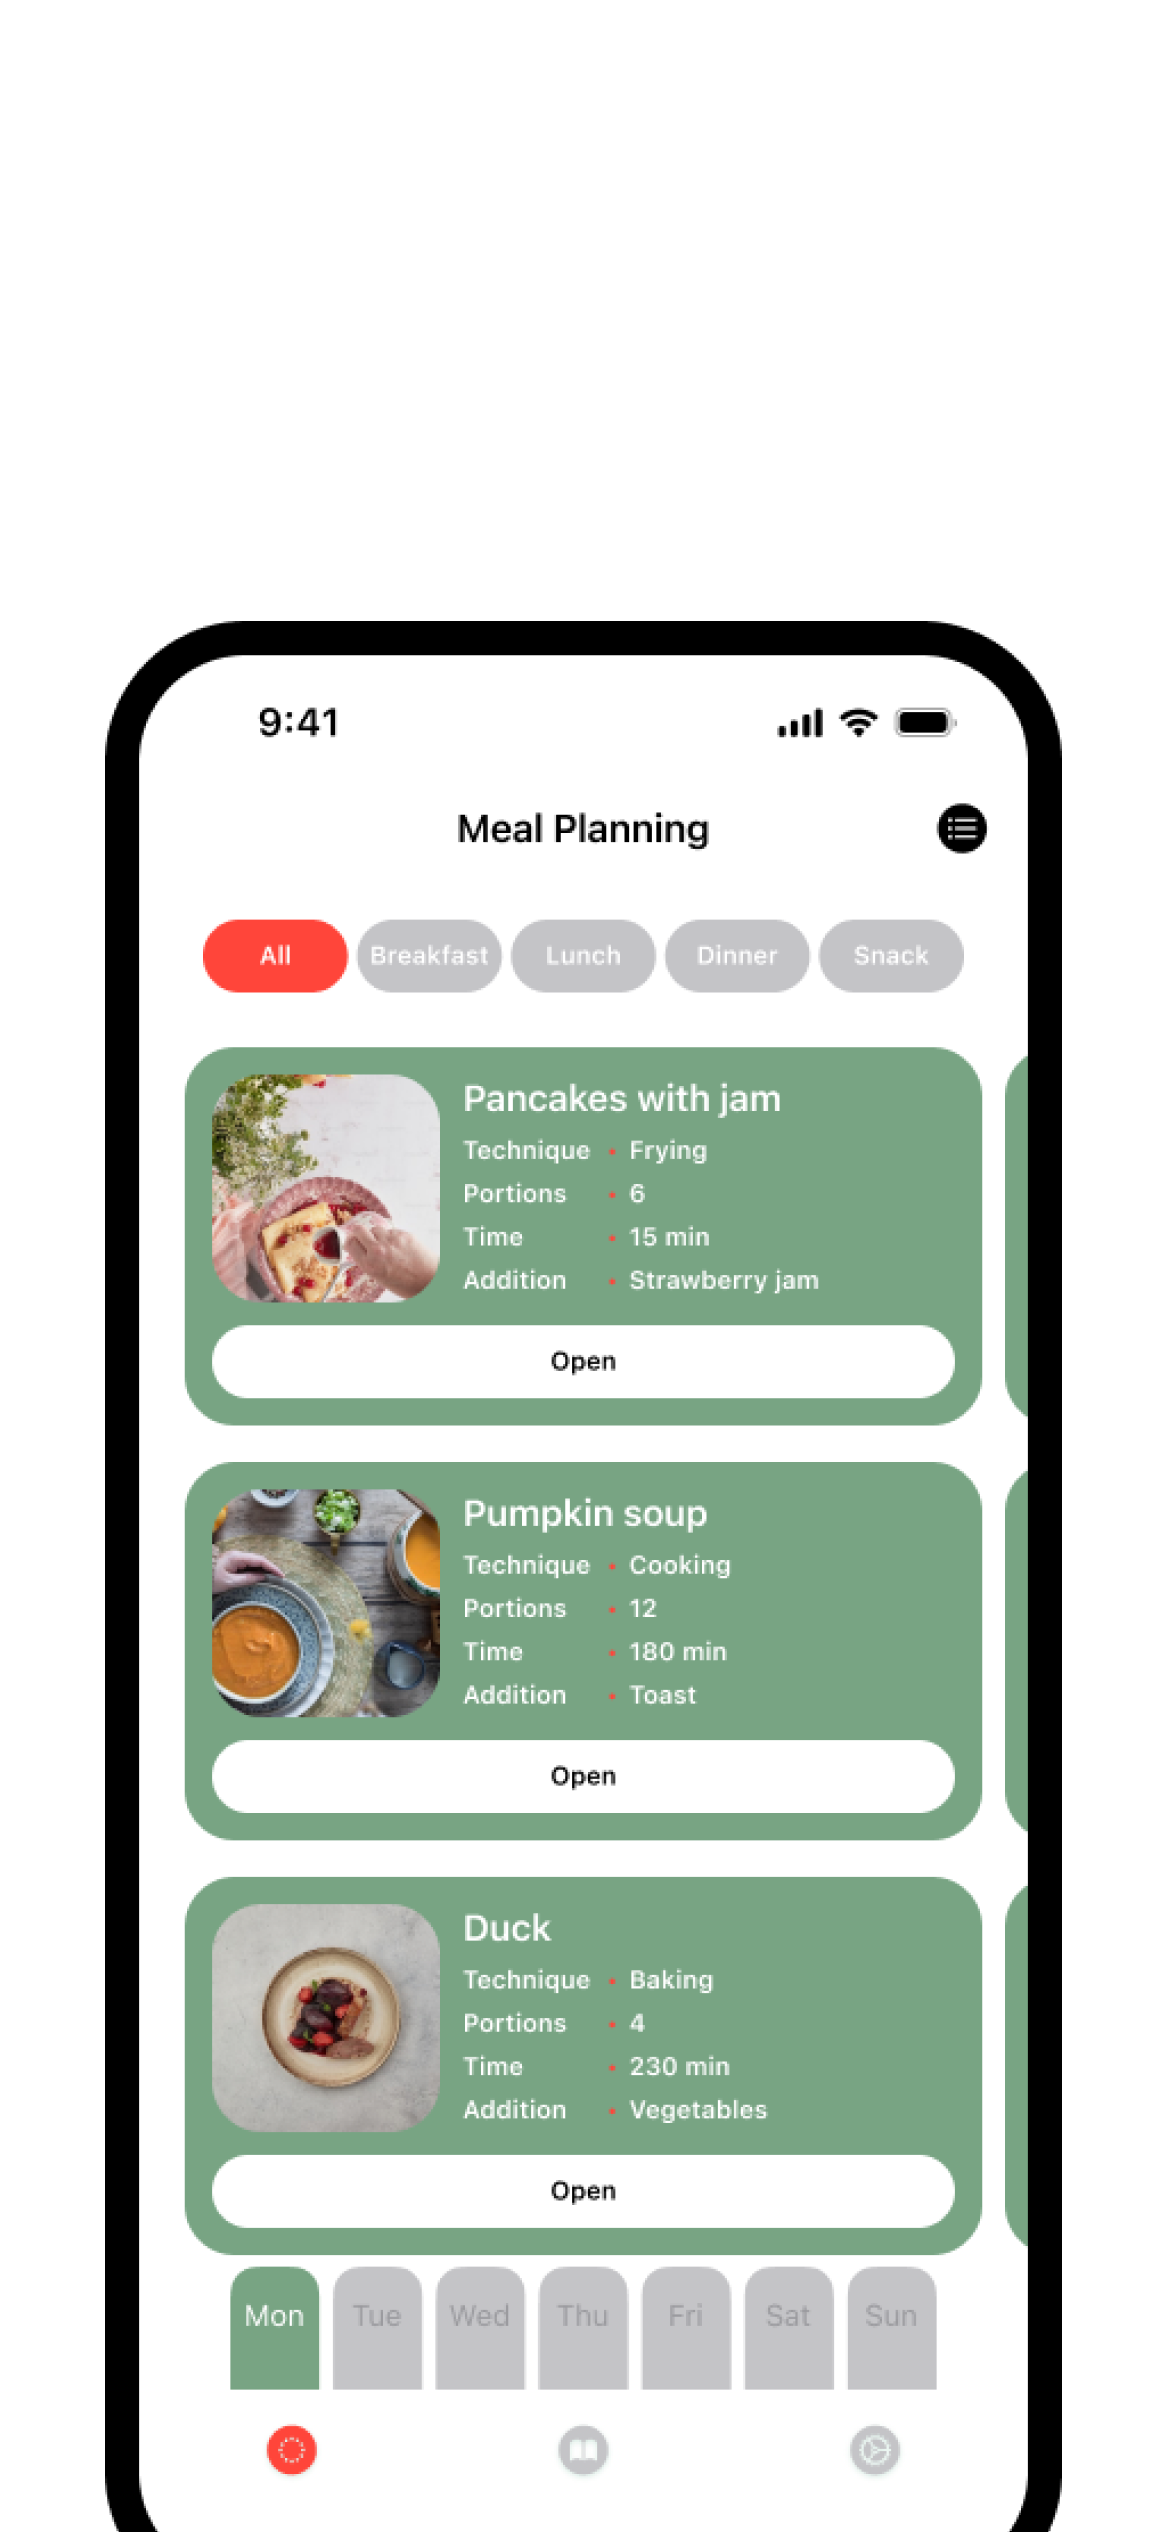 9:41
Meal Planning
All Breakfast Lunch Dinner Snack
Pancakes with jam
Technique • Frying
Portions • 6
Time • 15 min
Addition • Strawberry jam
Open
Pumpkin soup
Technique • Cooking
Portions • 12
Time • 180 min
Addition • Toast
Open
Duck
Technique • Baking
Portions • 4
Time • 230 min
Addition • Vegetables
Open
Mon Tue Wed Thu Fri Sat Sun